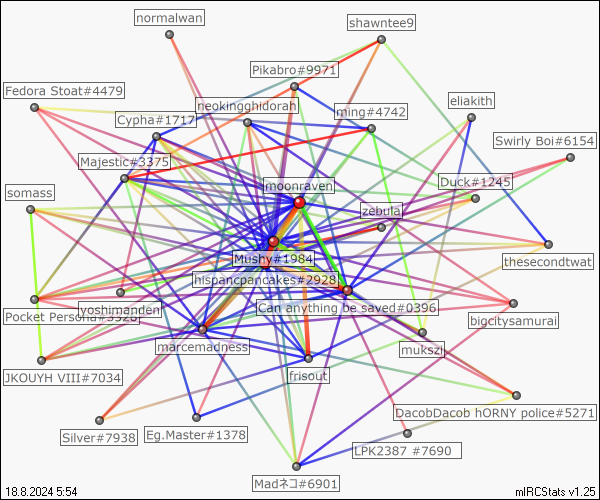 normalwan
shawntee9
Pikabro#9971
Fedora Stoat#4479
neokingghidorah
eliakith
Cypha#1717
ming#4742
Swirly Boi#6154
Majestic#3375
moonraven
Duck#1245
somass
zebula
Mushy#1984
thesecondtwat
hispancpancakes#2928
yoshimanden
Can anything be saved#0396
Pocket Persona#3328
bigcitysamurai
marcemadness
mukszi
JKOUYH VIII#7034
frisout
DacobDacob hORNY police#5271
Silver#7938
Eg.Master#1378
LPK2387 #7690
Madネコ#6901
18.8.2024 5:54
mIRCStats v1.25